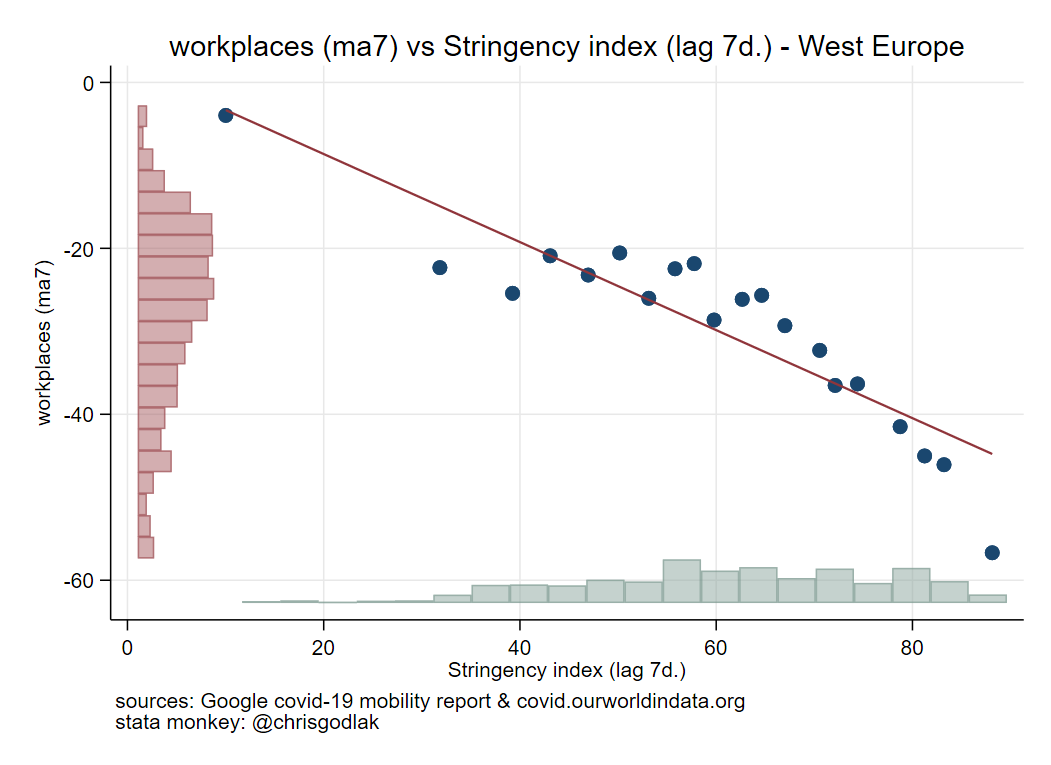 workplaces (ma7) vs Stringency index (lag 7d.) - West Europe
0
-20
-40
-60
workplaces (ma7)
0 20 40 60 80
Stringency index (lag 7d.)
sources: Google covid-19 mobility report & covid.ourworldindata.org
stata monkey: @chrisgodlak